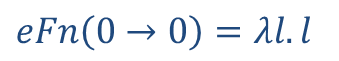 eFn(0 → 0) = λl. l